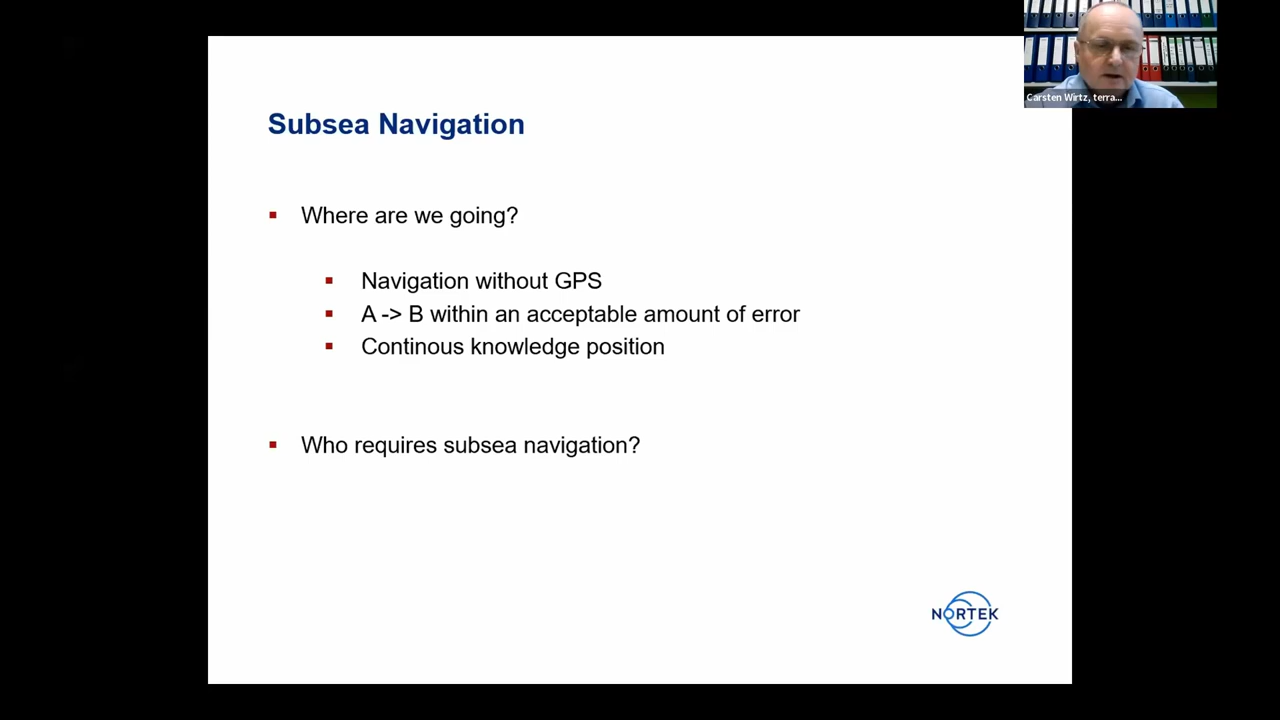 Carsten Wirtz, terra...
Subsea Navigation
Where are we going?
Navigation without GPS
A -> B within an acceptable amount of error
Continous knowledge position
Who requires subsea navigation?
NORTEK